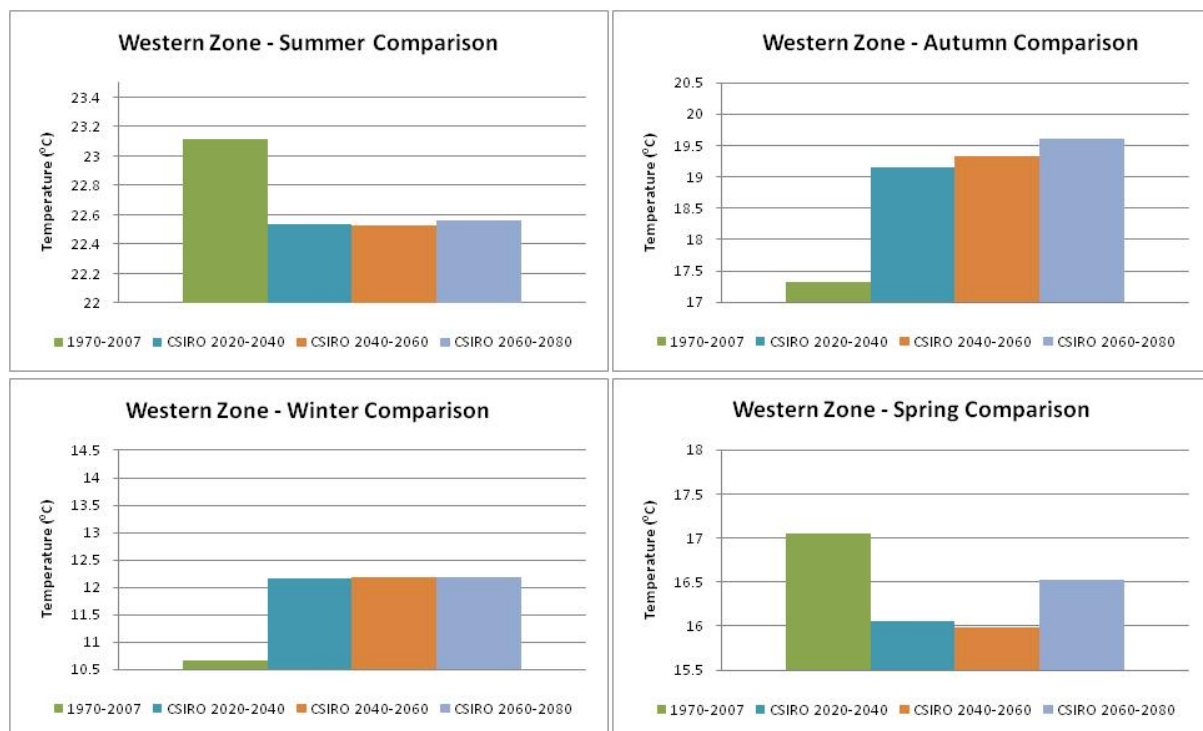 Western Zone - Summer Comparison
Temperature (⁰C)
23.4
23.2
23
22.8
22.6
22.4
22.2
22
1970-2007 CSIRO 2020-2040 CSIRO 2040-2060 CSIRO 2060-2080
Western Zone - Autumn Comparison
Temperature (⁰C)
20.5
20
19.5
19
18.5
18
17.5
17
1970-2007 CSIRO 2020-2040 CSIRO 2040-2060 CSIRO 2060-2080
Western Zone - Winter Comparison
Temperature (⁰C)
14.5
14
13.5
13
12.5
12
11.5
11
10.5
1970-2007 CSIRO 2020-2040 CSIRO 2040-2060 CSIRO 2060-2080
Western Zone - Spring Comparison
Temperature (⁰C)
18
17.5
17
16.5
16
15.5
1970-2007 CSIRO 2020-2040 CSIRO 2040-2060 CSIRO 2060-2080